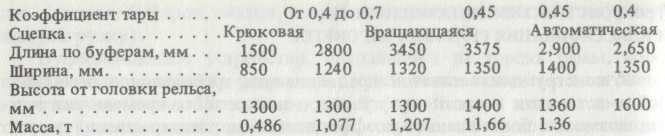 Коэффициент тары . . . . . От 0,4 до 0,7 0,45 0,45 0,4
Сцепка . . . . . . . . . . . . Крюковая Вращающаяся Автоматическая
Длина по буферам, мм . . . . 1500 2800 3450 3575 2,900 2,650
Ширина, мм . . . . . . . . . . 850 1240 1320 1350 1400 1350
Высота от головки рельса,
мм . . . . . . . . . . . . . . . 1300 1300 1300 1400 1360 1600
Масса, т . . . . . . . . . . . . 0,486 1,077 1,207 11,66 1,36